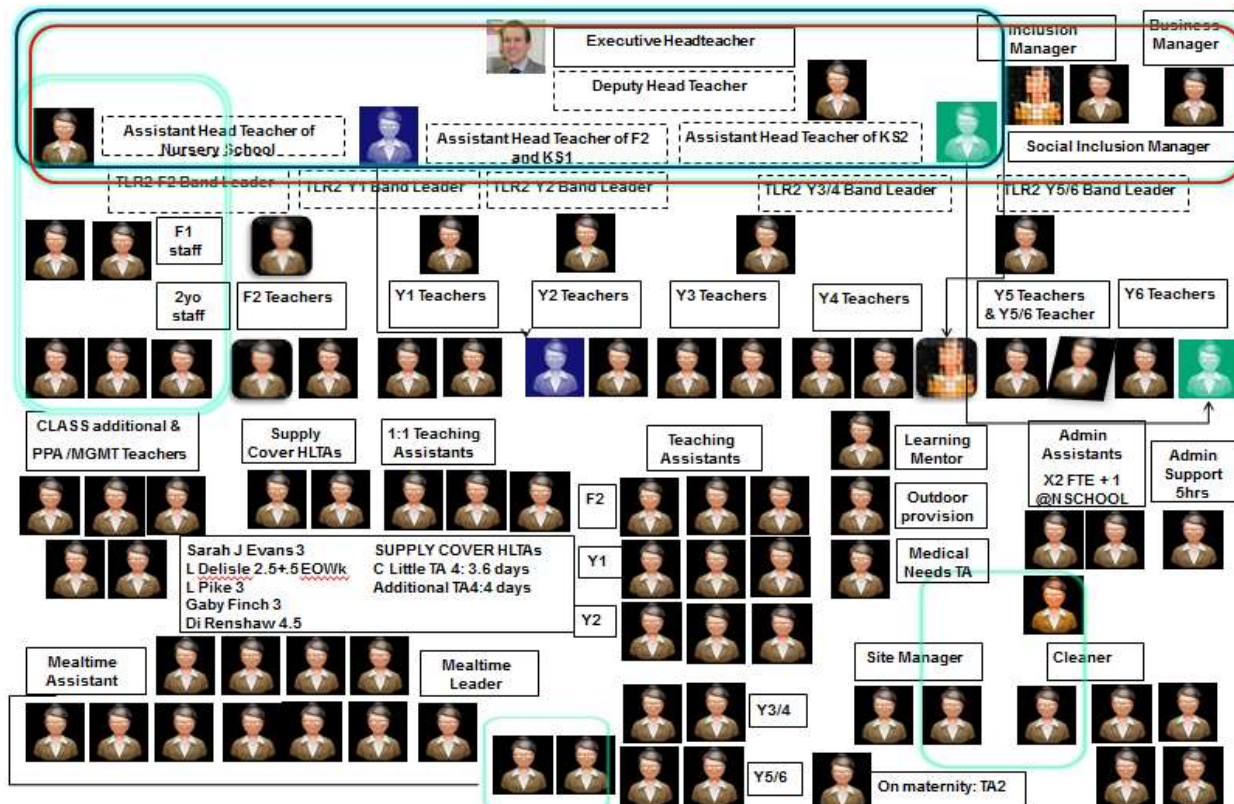 Executive Headteacher
Inclusion
Manager
Business
Manager
Deputy Head Teacher
Assistant Head Teacher of
Nursery School
Assistant Head Teacher of F2
and KS1
Assistant Head Teacher of KS2
Social Inclusion Manager
TLR2 F2 Band Leader
TLR2 Y1 Band Leader
TLR2 Y2 Band Leader
TLR2 Y3/4 Band Leader
TLR2 Y5/6 Band Leader
F1
staff
2yo
staff
F2 Teachers
Y1 Teachers
Y2 Teachers
Y3 Teachers
Y4 Teachers
Y5 Teachers
& Y5/6 Teacher
Y6 Teachers
CLASS additional &
PPA /MGMT Teachers
Supply
Cover HLTAs
1:1 Teaching
Assistants
Teaching
Assistants
Learning
Mentor
Admin
Assistants
X2 FTE + 1
@NSCHOOL
Admin
Support
5hrs
F2
Outdoor
provision
Sarah J Evans 3
L Delisle 2.5+.5 EOWk
L Pike 3
Gaby Finch 3
Di Renshaw 4.5
SUPPLY COVER HLTAs
C Little TA 4: 3.6 days
Additional TA4:4 days
Y1
Medical
Needs TA
Y2
Mealtime
Assistant
Mealtime
Leader
Site Manager
Cleaner
Y3/4
Y5/6
On maternity: TA2